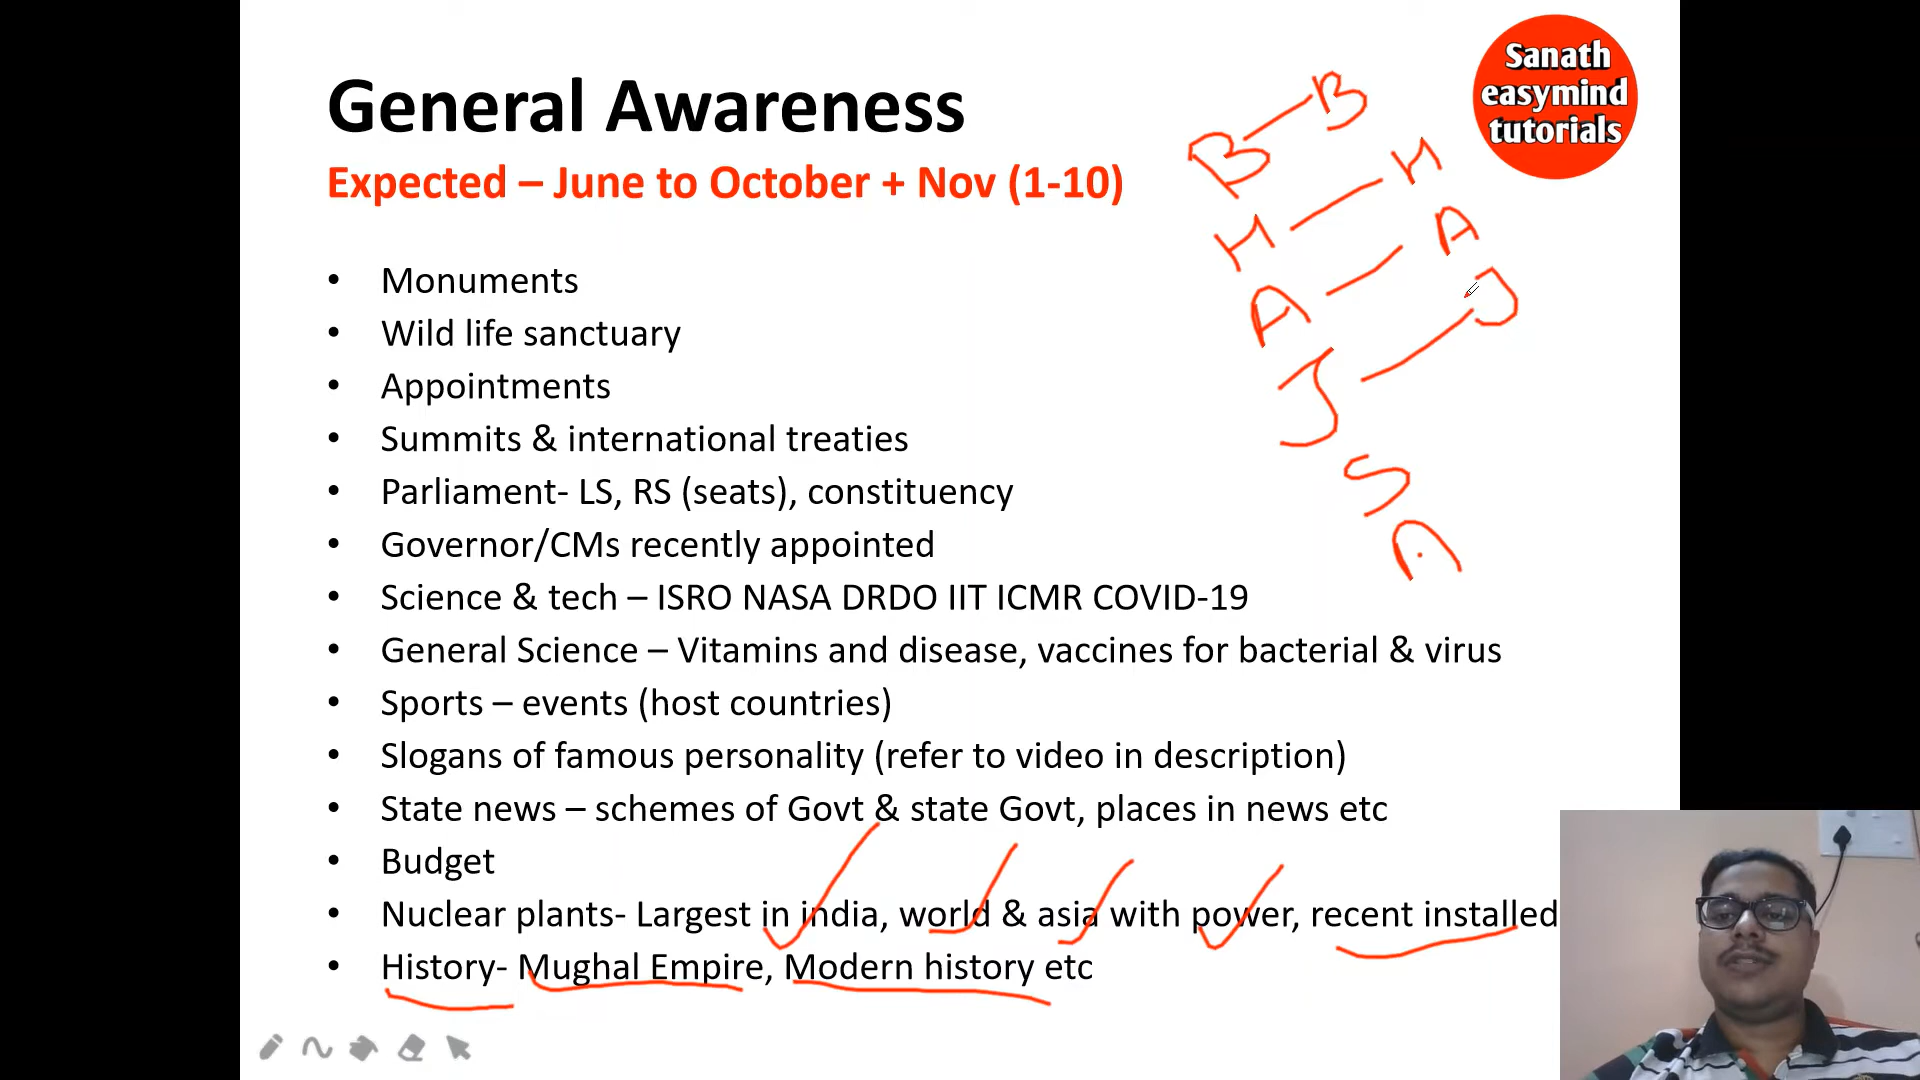 General Awareness
Sanath
easymind
tutorials
Expected – June to October + Nov (1-10)
B B
H H
A A
J J
S
A
• Monuments
• Wild life sanctuary
• Appointments
• Summits & international treaties
• Parliament- LS, RS (seats), constituency
• Governor/CMs recently appointed
• Science & tech – ISRO NASA DRDO IIT ICMR COVID-19
• General Science – Vitamins and disease, vaccines for bacterial & virus
• Sports – events (host countries)
• Slogans of famous personality (refer to video in description)
• State news – schemes of Govt & state Govt, places in news etc
• Budget
• Nuclear plants- Largest in india, world & asia with power, recent installed
• History- Mughal Empire, Modern history etc